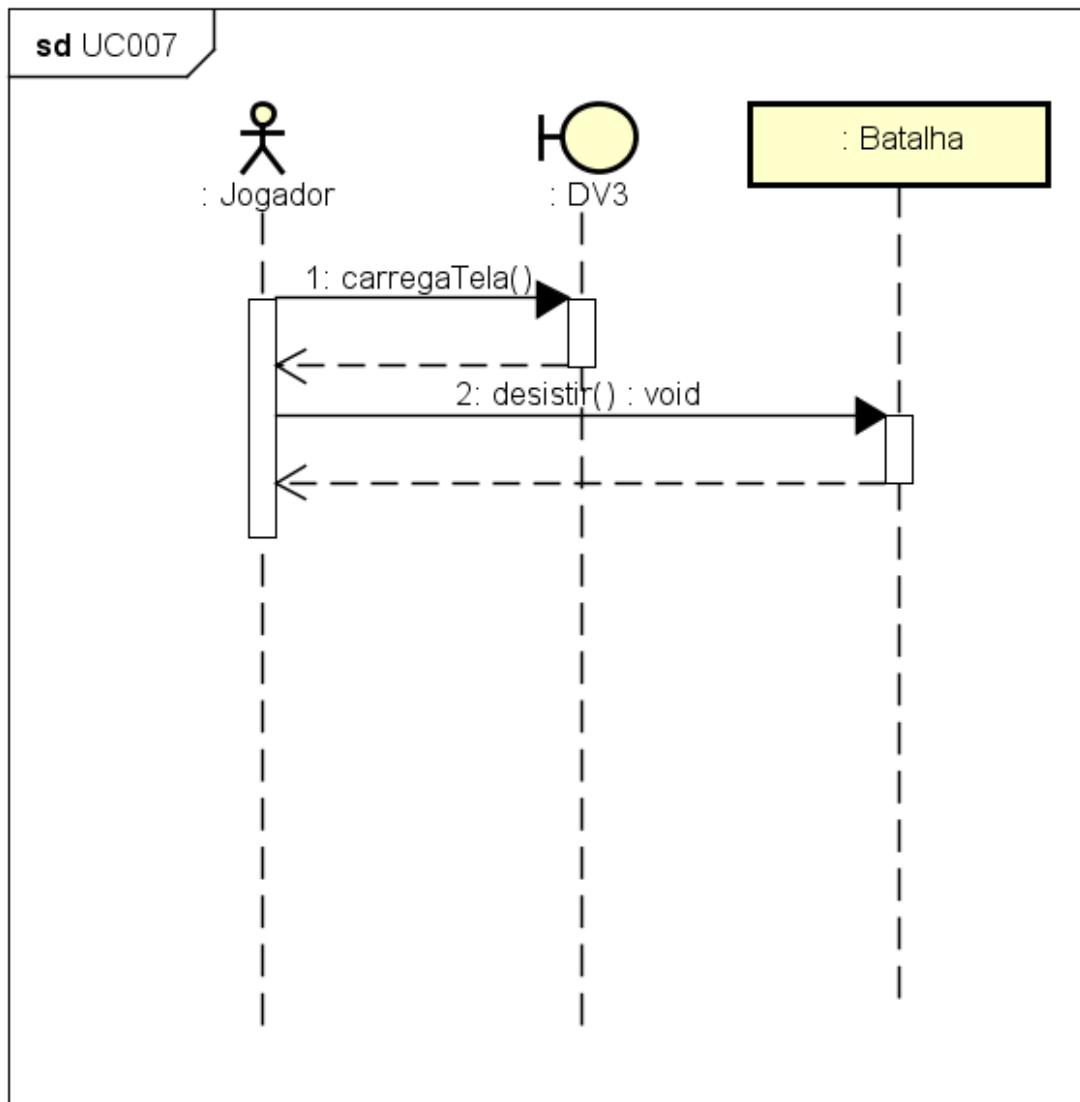 sd UC007
: Jogador
: DV3
: Batalha
1: carregaTela()
2: desistir() : void